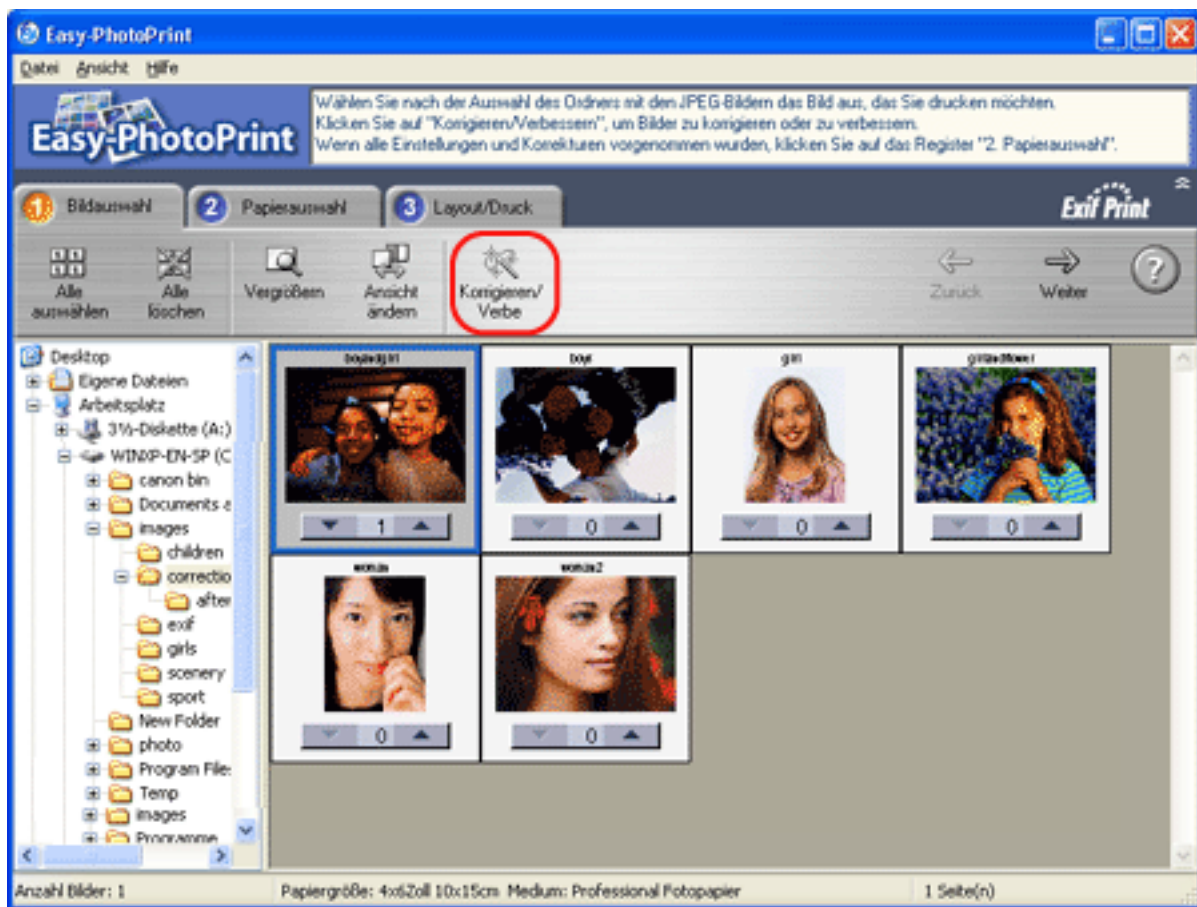 Easy-PhotoPrint
Datei Ansicht Hilfe
Easy-PhotoPrint
Wählen Sie nach der Auswahl des Ordners mit den JPEG-Bildern das Bild aus, das Sie drucken möchten.
Klicken Sie auf "Korrigieren/Verbessern", um Bilder zu korrigieren oder zu verbessern.
Wenn alle Einstellungen und Korrekturen vorgenommen wurden, klicken Sie auf das Register "2. Papierauswahl".
1 Bildauswahl
2 Papierauswahl
3 Layout/Druck
Exif Print
Alle auswählen
Alle löschen
Vergrößern
Ansicht ändern
Korrigieren/
Verbe
Zurück
Weiter
?
Desktop
Eigene Dateien
Arbeitsplatz
3½-Diskette (A:)
WINXP-EN-SP (C
canon bin
Documents a
images
children
correctio
after
exif
girls
scenery
sport
New Folder
photo
Program File
Temp
images
Programme
boyandgirl
boys
girl
girlandflower
1
0
0
0
woman
woman2
0
0
Anzahl Bilder: 1
Papiergröße: 4x6Zoll 10x15cm Medium: Professional Fotopapier
1 Seite(n)